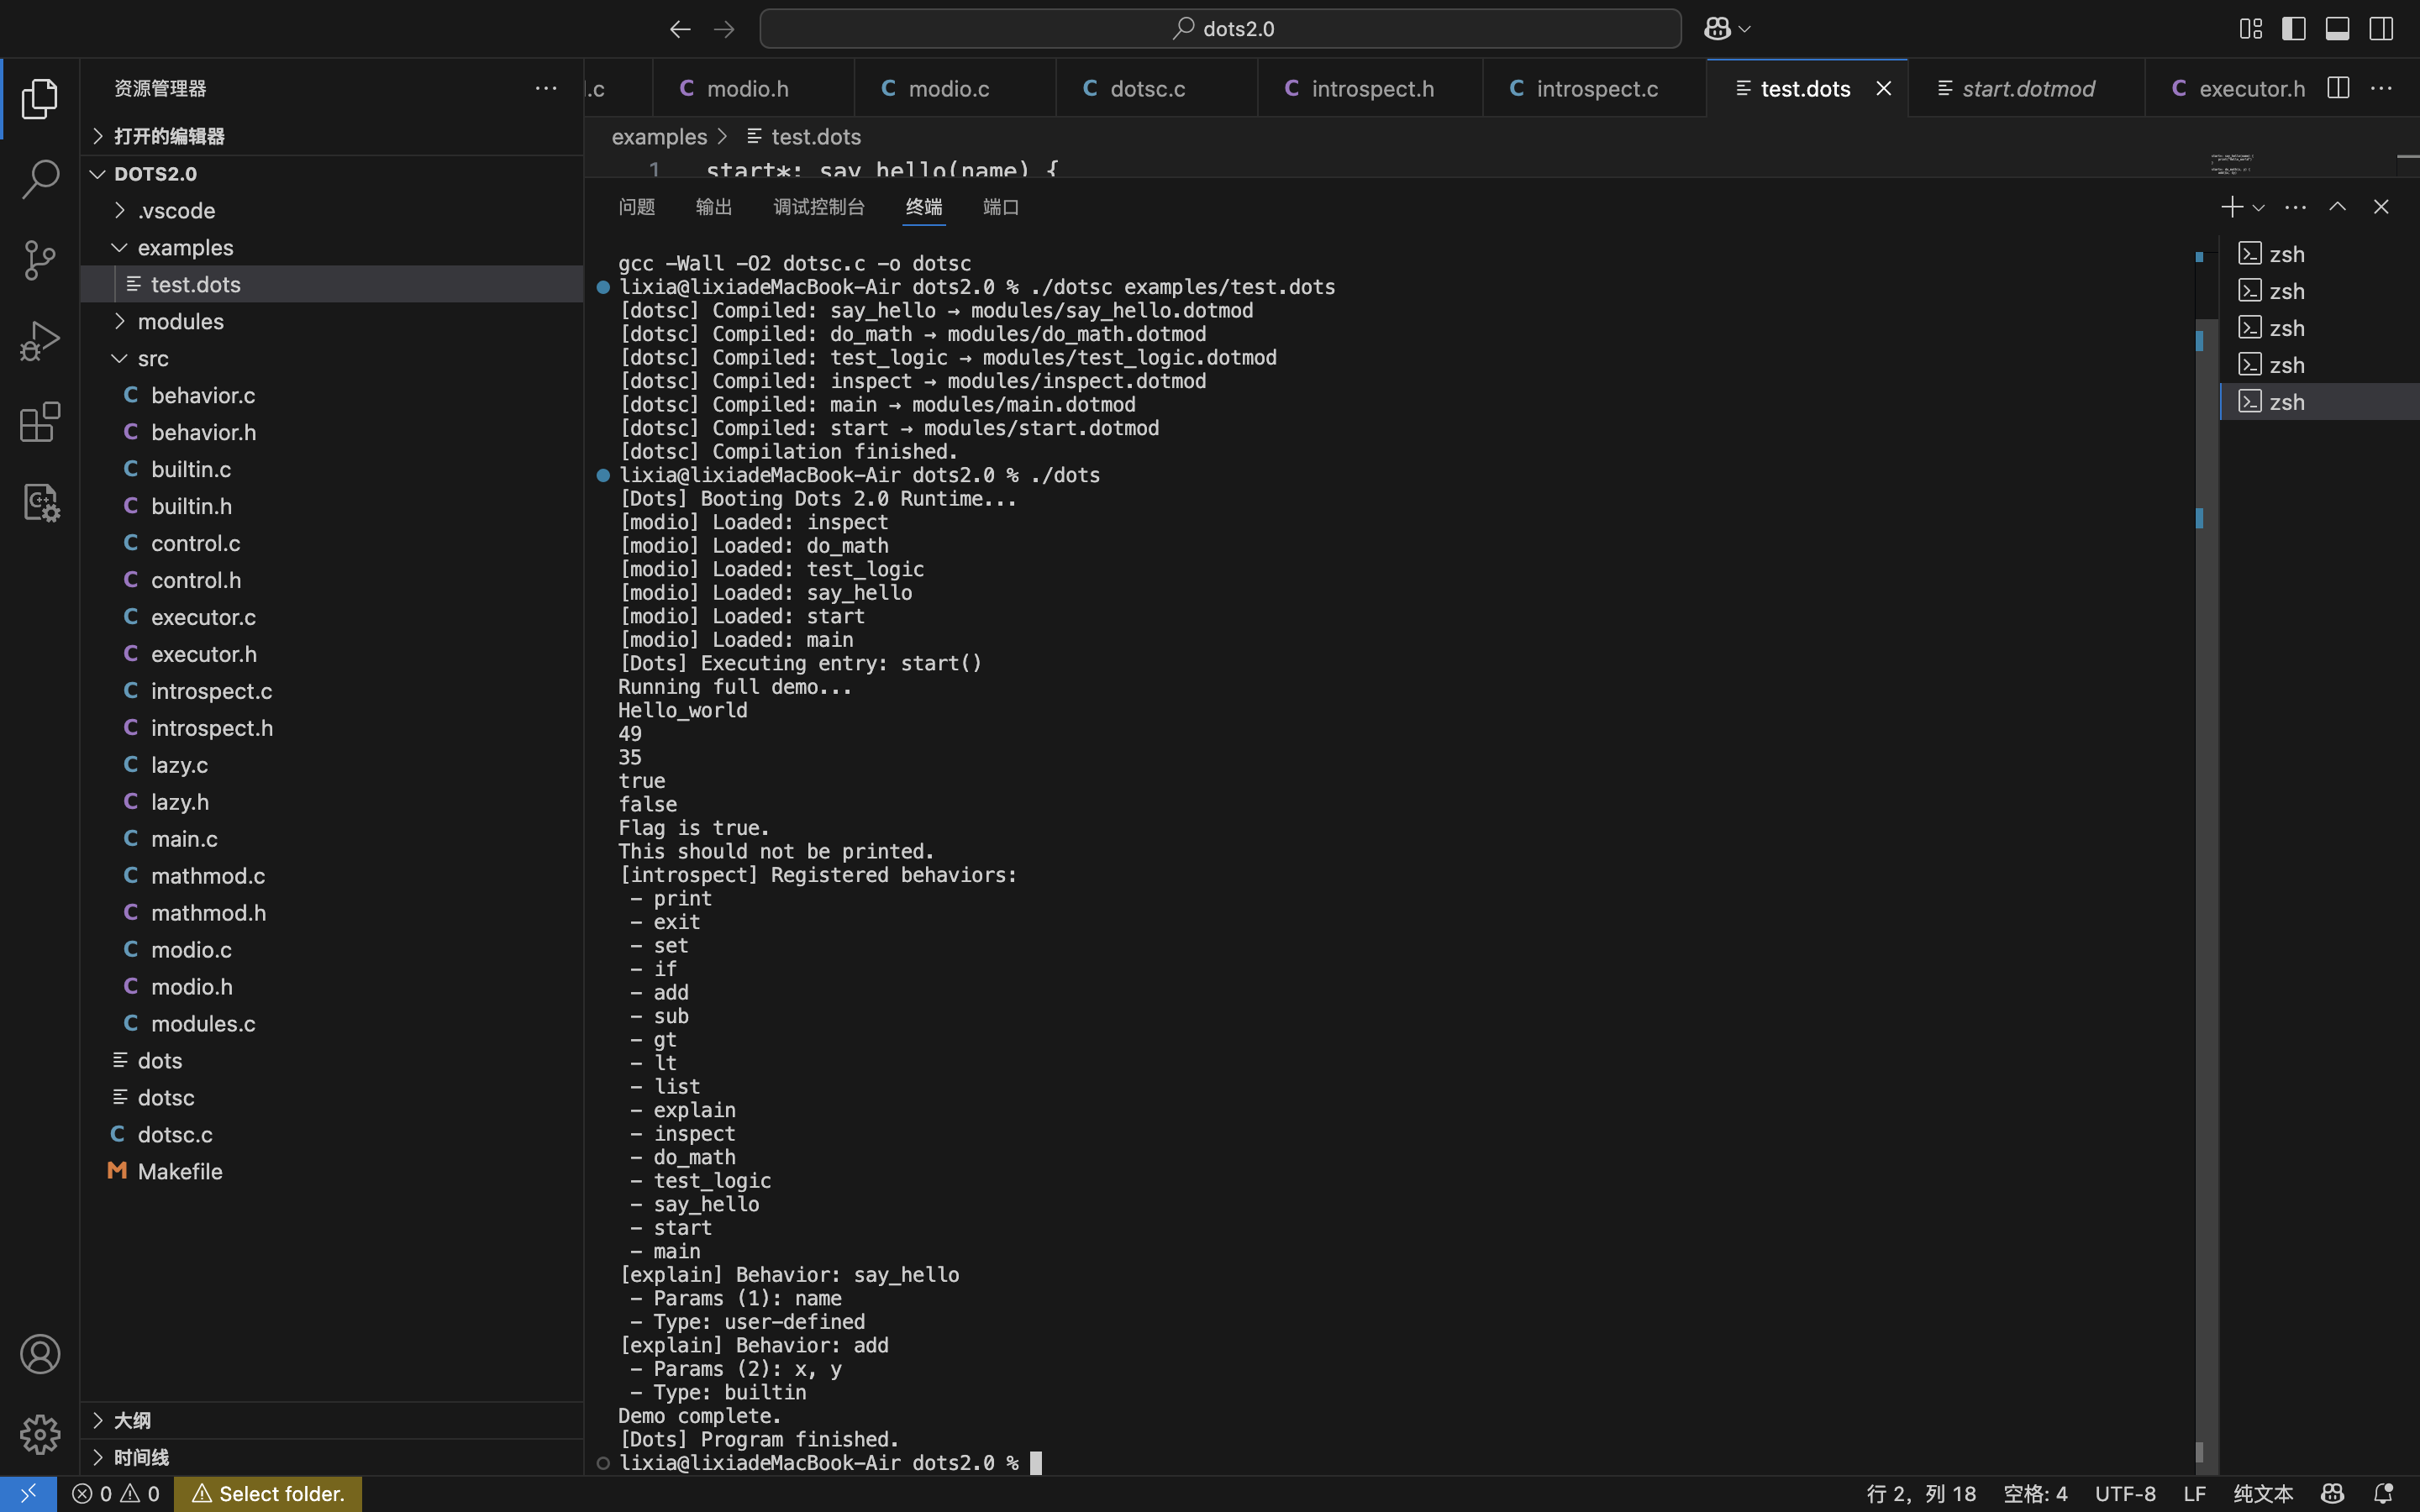 dots2.0
资源管理器
打开的编辑器
DOTS2.0
.vscode
examples
test.dots
modules
src
behavior.c
behavior.h
builtin.c
builtin.h
control.c
control.h
executor.c
executor.h
introspect.c
introspect.h
lazy.c
lazy.h
main.c
mathmod.c
mathmod.h
modio.c
modio.h
modules.c
dots
dotsc
dotsc.c
Makefile
大纲
时间线
.c modio.h modio.c dotsc.c introspect.h introspect.c test.dots start.dotmod executor.h
examples > test.dots
1 start*: say_hello(name) {
问题 输出 调试控制台 终端 端口
gcc -Wall -O2 dotsc.c -o dotsc
lixia@lixiadeMacBook-Air dots2.0 % ./dotsc examples/test.dots
[dotsc] Compiled: say_hello → modules/say_hello.dotmod
[dotsc] Compiled: do_math → modules/do_math.dotmod
[dotsc] Compiled: test_logic → modules/test_logic.dotmod
[dotsc] Compiled: inspect → modules/inspect.dotmod
[dotsc] Compiled: main → modules/main.dotmod
[dotsc] Compiled: start → modules/start.dotmod
[dotsc] Compilation finished.
lixia@lixiadeMacBook-Air dots2.0 % ./dots
[Dots] Booting Dots 2.0 Runtime...
[modio] Loaded: inspect
[modio] Loaded: do_math
[modio] Loaded: test_logic
[modio] Loaded: say_hello
[modio] Loaded: start
[modio] Loaded: main
[Dots] Executing entry: start()
Running full demo...
Hello_world
49
35
true
false
Flag is true.
This should not be printed.
[introspect] Registered behaviors:
- print
- exit
- set
- if
- add
- sub
- gt
- lt
- list
- explain
- inspect
- do_math
- test_logic
- say_hello
- start
- main
[explain] Behavior: say_hello
- Params (1): name
- Type: user-defined
[explain] Behavior: add
- Params (2): x, y
- Type: builtin
Demo complete.
[Dots] Program finished.
lixia@lixiadeMacBook-Air dots2.0 %
zsh
zsh
zsh
zsh
zsh
0 0 Select folder.
行 2，列 18 空格: 4 UTF-8 LF 纯文本